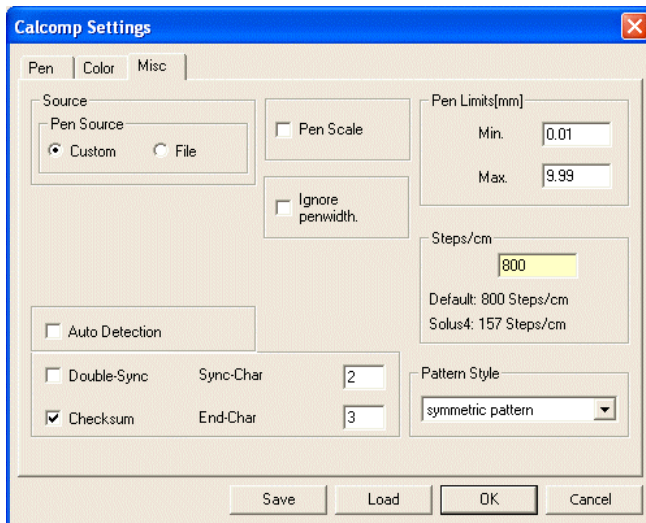 Calcomp Settings
Pen Color Misc
Source
Pen Source
Custom File
Pen Scale
Ignore
penwidth.
Pen Limits[mm]
Min. 0.01
Max. 9.99
Steps/cm
800
Default: 800 Steps/cm
Solus4: 157 Steps/cm
Auto Detection
Double-Sync Sync-Char 2
Checksum End-Char 3
Pattern Style
symmetric pattern
Save Load OK Cancel